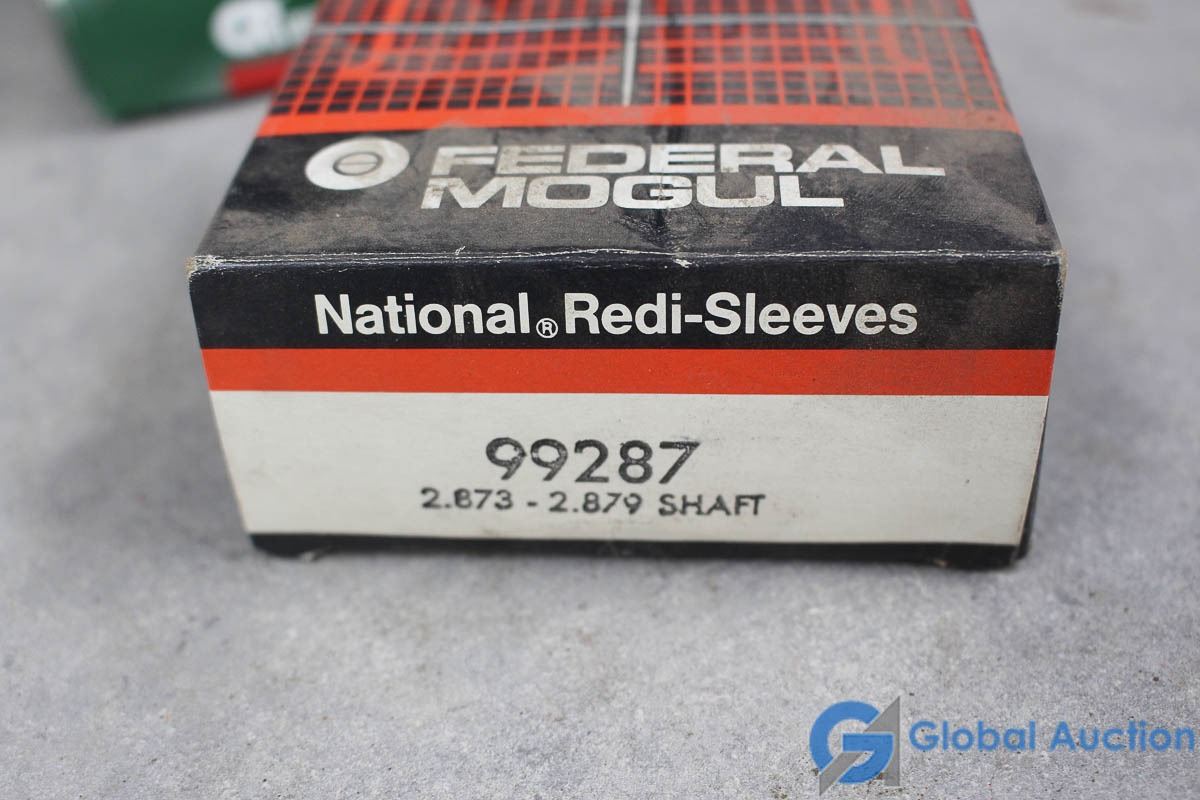 FEDERAL
MOGUL
National® Redi-Sleeves
99287
2.873 - 2.879 SHAFT
Global Auction